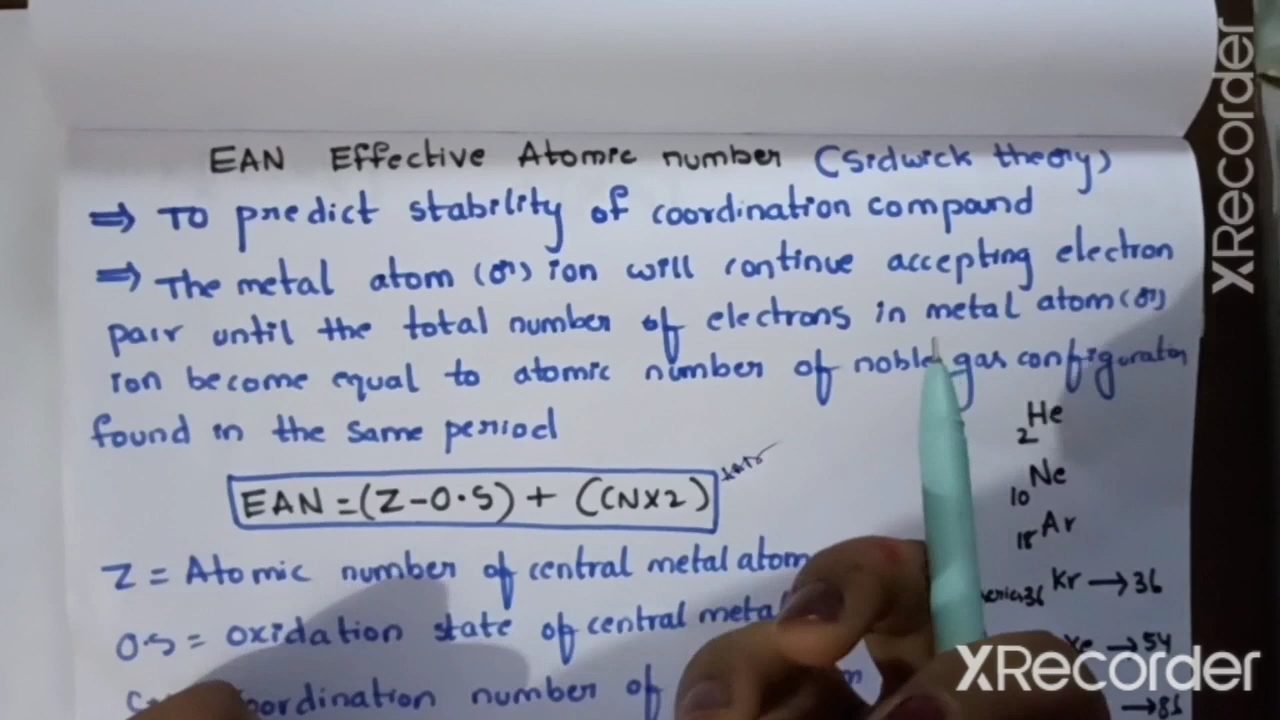 EAN Effective Atomic number (Sidwick theory)
⇒ To predict stability of coordination compound
⇒ The metal atom (or) ion will continue accepting electron
pair until the total number of electrons in metal atom (or)
ion become equal to atomic number of noble gas configuration
found in the same period
EAN = (Z - O.S) + (CN×2)
Z = Atomic number of central metal atom
OS = oxidation state of central metal
coordination number of
2He
10Ne
18Ar
36Kr → 36
Xe → 54
XRecorder
XRecorder